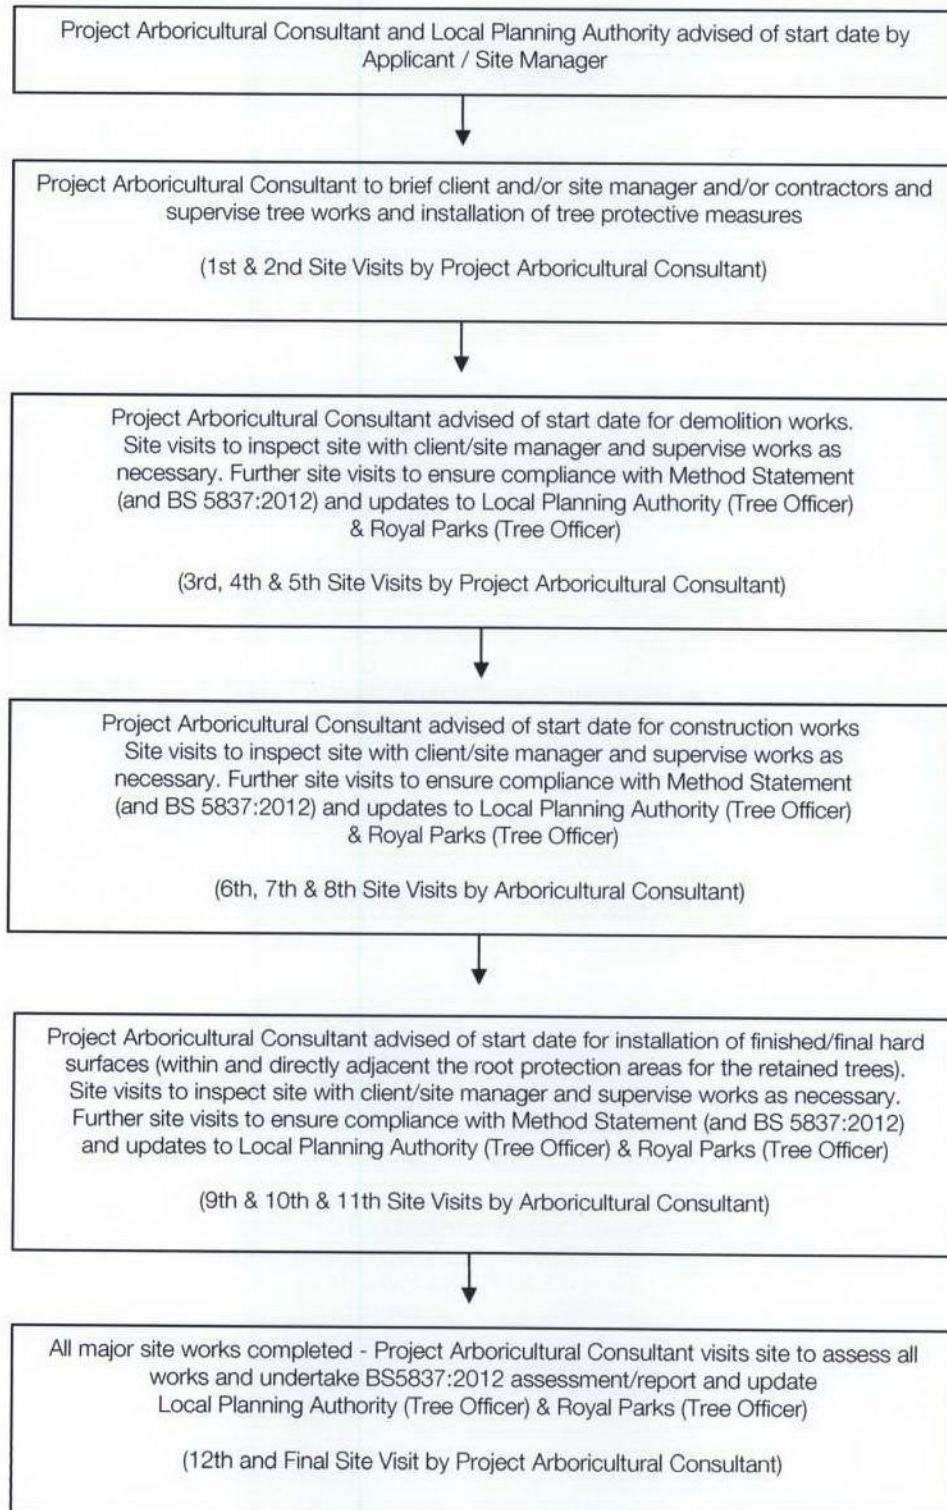 Project Arboricultural Consultant and Local Planning Authority advised of start date by
Applicant / Site Manager
Project Arboricultural Consultant to brief client and/or site manager and/or contractors and
supervise tree works and installation of tree protective measures
(1st & 2nd Site Visits by Project Arboricultural Consultant)
Project Arboricultural Consultant advised of start date for demolition works.
Site visits to inspect site with client/site manager and supervise works as
necessary. Further site visits to ensure compliance with Method Statement
(and BS 5837:2012) and updates to Local Planning Authority (Tree Officer)
& Royal Parks (Tree Officer)
(3rd, 4th & 5th Site Visits by Project Arboricultural Consultant)
Project Arboricultural Consultant advised of start date for construction works
Site visits to inspect site with client/site manager and supervise works as
necessary. Further site visits to ensure compliance with Method Statement
(and BS 5837:2012) and updates to Local Planning Authority (Tree Officer)
& Royal Parks (Tree Officer)
(6th, 7th & 8th Site Visits by Arboricultural Consultant)
Project Arboricultural Consultant advised of start date for installation of finished/final hard
surfaces (within and directly adjacent the root protection areas for the retained trees).
Site visits to inspect site with client/site manager and supervise works as necessary.
Further site visits to ensure compliance with Method Statement (and BS 5837:2012)
and updates to Local Planning Authority (Tree Officer) & Royal Parks (Tree Officer)
(9th & 10th & 11th Site Visits by Arboricultural Consultant)
All major site works completed - Project Arboricultural Consultant visits site to assess all
works and undertake BS5837:2012 assessment/report and update
Local Planning Authority (Tree Officer) & Royal Parks (Tree Officer)
(12th and Final Site Visit by Project Arboricultural Consultant)